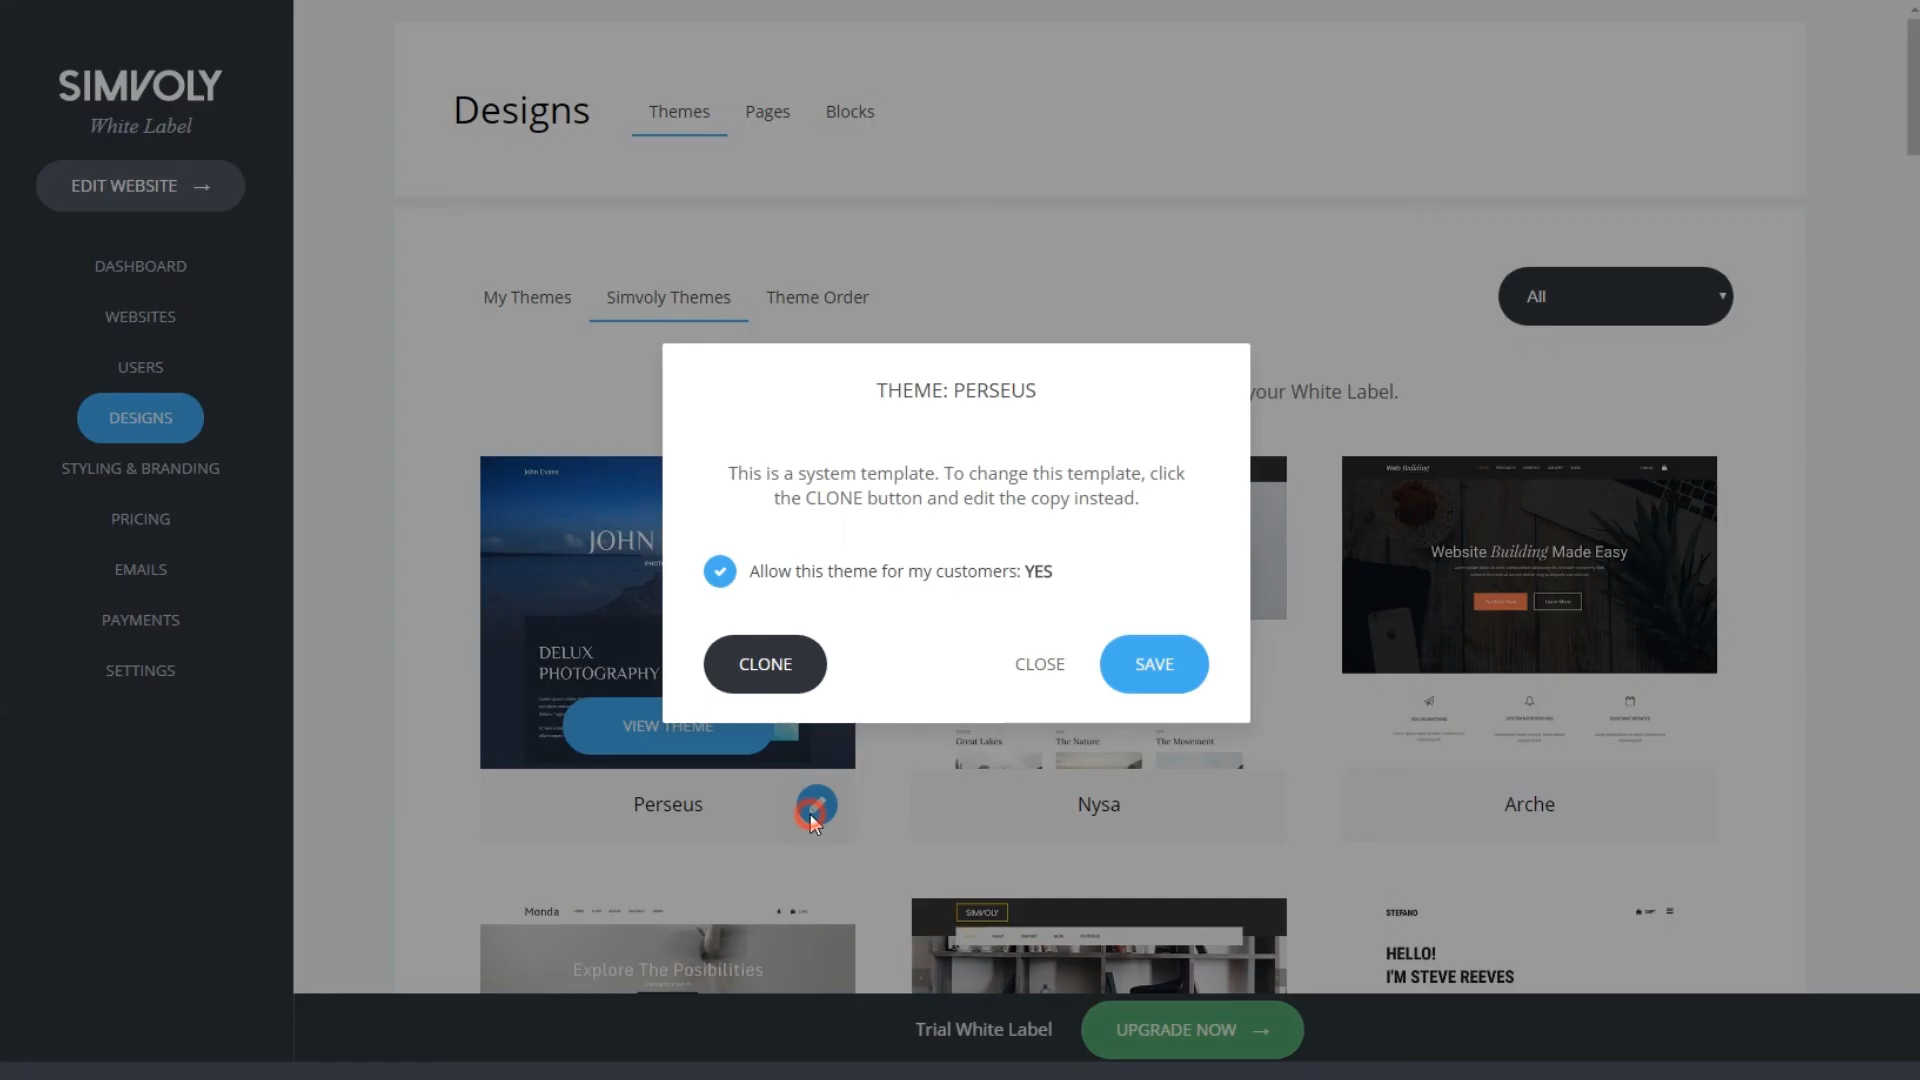 SIMVOLY
White Label
EDIT WEBSITE →
DASHBOARD
WEBSITES
USERS
DESIGNS
STYLING & BRANDING
PRICING
EMAILS
PAYMENTS
SETTINGS
Designs
Themes
Pages
Blocks
My Themes
Simvoly Themes
Theme Order
All
your White Label.
THEME: PERSEUS
This is a system template. To change this template, click
the CLONE button and edit the copy instead.
Allow this theme for my customers: YES
CLONE
CLOSE
SAVE
John Evans
JOHN
DELUX
PHOTOGRAPHY
VIEW THEME
Perseus
Great Lakes
The Nature
The Movement
Nysa
Web Building
Website Building Made Easy
Arche
Monda
Explore The Posibilities
SIMVOLY
STEFANO
HELLO!
I'M STEVE REEVES
Trial White Label
UPGRADE NOW →